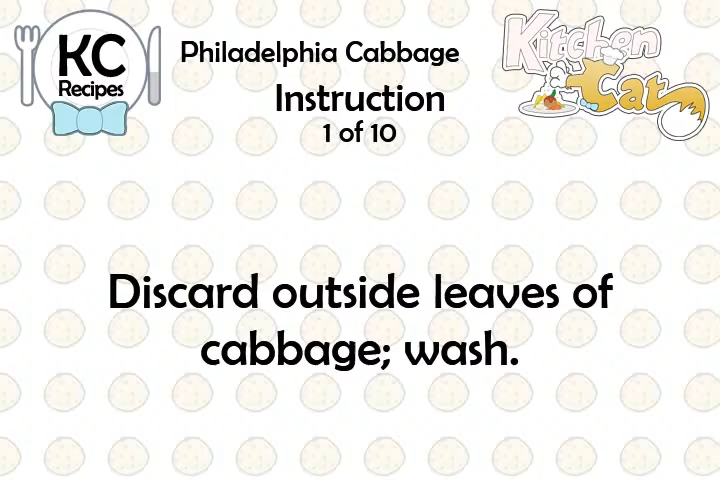 KC
Recipes
Philadelphia Cabbage
Instruction
1 of 10
Kitchen
Cat
Discard outside leaves of
cabbage; wash.